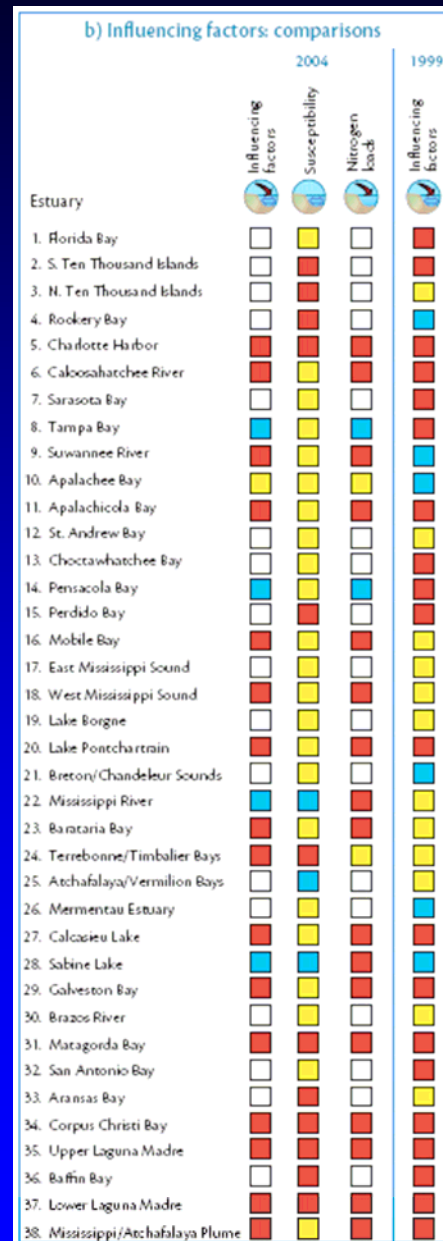 b) Influencing factors: comparisons
2004 1999
Influencing factors
Susceptibility
Nitrogen loads
Influencing factors
Estuary
1. Florida Bay
2. S. Ten Thousand Islands
3. N. Ten Thousand Islands
4. Rookery Bay
5. Charlotte Harbor
6. Caloosahatchee River
7. Sarasota Bay
8. Tampa Bay
9. Suwannee River
10. Apalachee Bay
11. Apalachicola Bay
12. St. Andrew Bay
13. Choctawhatchee Bay
14. Pensacola Bay
15. Perdido Bay
16. Mobile Bay
17. East Mississippi Sound
18. West Mississippi Sound
19. Lake Borgne
20. Lake Pontchartrain
21. Breton/Chandeleur Sounds
22. Mississippi River
23. Barataria Bay
24. Terrebonne/Timbalier Bays
25. Atchafalaya/Vermilion Bays
26. Mermentau Estuary
27. Calcasieu Lake
28. Sabine Lake
29. Galveston Bay
30. Brazos River
31. Matagorda Bay
32. San Antonio Bay
33. Aransas Bay
34. Corpus Christi Bay
35. Upper Laguna Madre
36. Baffin Bay
37. Lower Laguna Madre
38. Mississippi/Atchafalaya Plume